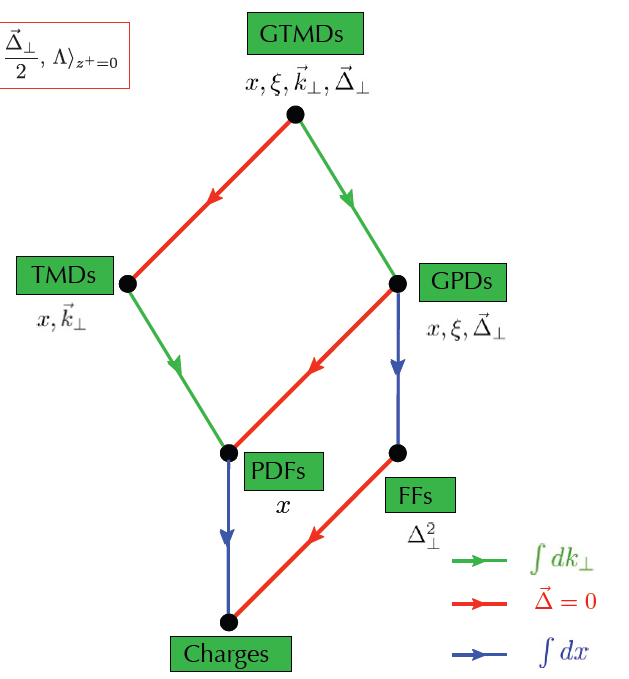 GTMDs
$\frac{\vec{\Delta}_\perp}{2}, \Lambda\rangle_{z^+=0}$
$x, \xi, \vec{k}_\perp, \vec{\Delta}_\perp$
TMDs
GPDs
$x, \vec{k}_\perp$
$x, \xi, \vec{\Delta}_\perp$
PDFs
FFs
$x$
$\Delta_\perp^2$
$\int dk_\perp$
$\vec{\Delta} = 0$
Charges
$\int dx$